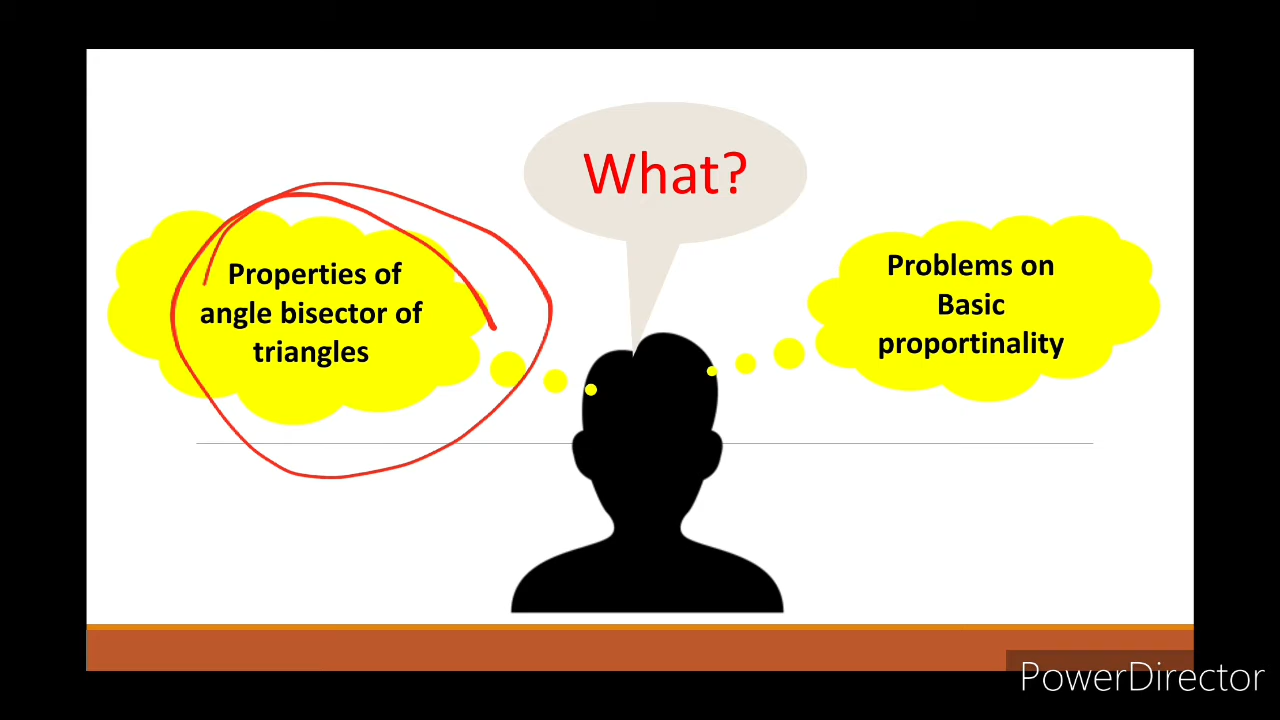 What?
Properties of
angle bisector of
triangles
Problems on
Basic
proportinality
PowerDirector